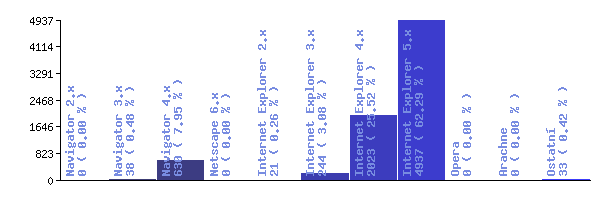 4937
4114
3291
2468
1646
823
0
Navigator 2.x
0 ( 0.00 % )
Navigator 3.x
38 ( 0.48 % )
Navigator 4.x
630 ( 7.95 % )
Netscape 6.x
0 ( 0.00 % )
Internet Explorer 2.x
21 ( 0.26 % )
Internet Explorer 3.x
244 ( 3.08 % )
Internet Explorer 4.x
2023 ( 25.52 % )
Internet Explorer 5.x
4937 ( 62.29 % )
Opera
0 ( 0.00 % )
Arachne
0 ( 0.00 % )
Ostatní
33 ( 0.42 % )